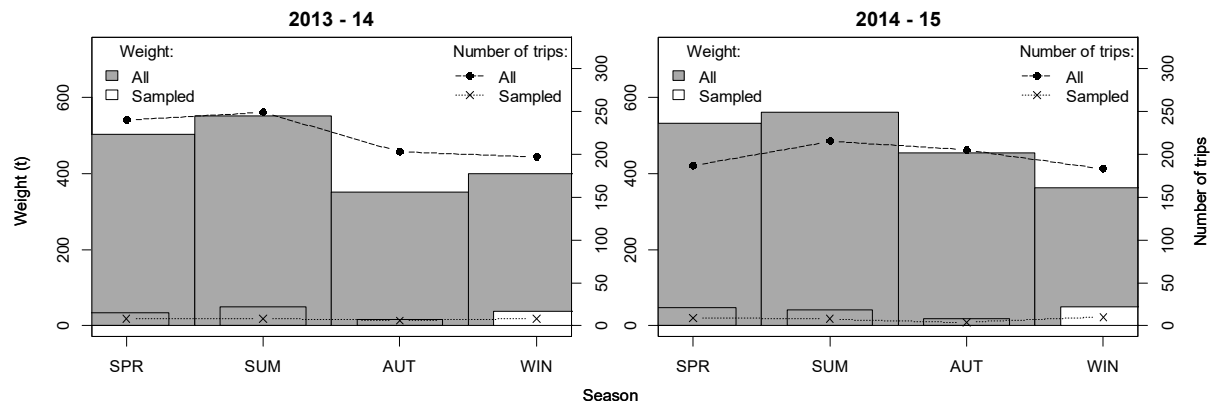 2013 - 14
2014 - 15
Weight:
Number of trips:
All
All
Sampled
Sampled
Weight:
Number of trips:
All
All
Sampled
Sampled
Weight (t)
600
400
200
0
300
250
200
150
100
50
0
600
400
200
0
300
250
200
150
100
50
0
Number of trips
SPR
SUM
AUT
WIN
SPR
SUM
AUT
WIN
Season